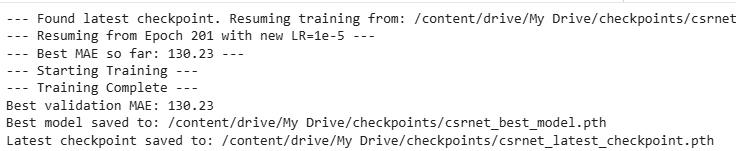 --- Found latest checkpoint. Resuming training from: /content/drive/My Drive/checkpoints/csrnet
--- Resuming from Epoch 201 with new LR=1e-5 ---
--- Best MAE so far: 130.23 ---
--- Starting Training ---
--- Training Complete ---
Best validation MAE: 130.23
Best model saved to: /content/drive/My Drive/checkpoints/csrnet_best_model.pth
Latest checkpoint saved to: /content/drive/My Drive/checkpoints/csrnet_latest_checkpoint.pth